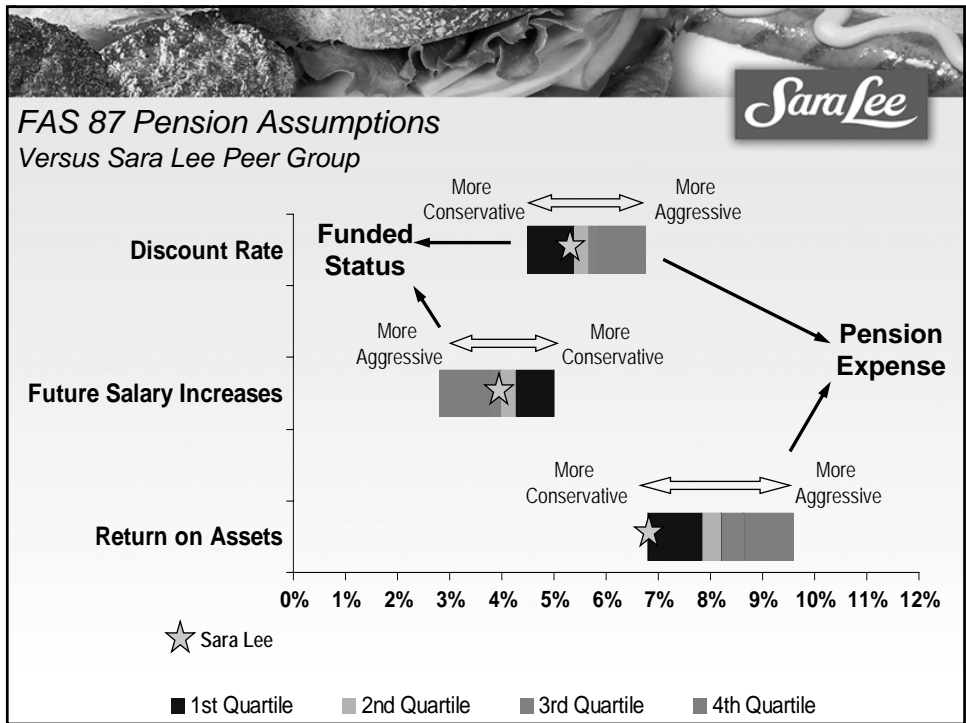 Sara Lee
FAS 87 Pension Assumptions
Versus Sara Lee Peer Group
More
Conservative
More
Aggressive
Discount Rate
Funded
Status
More
Aggressive
More
Conservative
Pension
Expense
Future Salary Increases
More
Conservative
More
Aggressive
Return on Assets
0% 1% 2% 3% 4% 5% 6% 7% 8% 9% 10% 11% 12%
Sara Lee
1st Quartile 2nd Quartile 3rd Quartile 4th Quartile